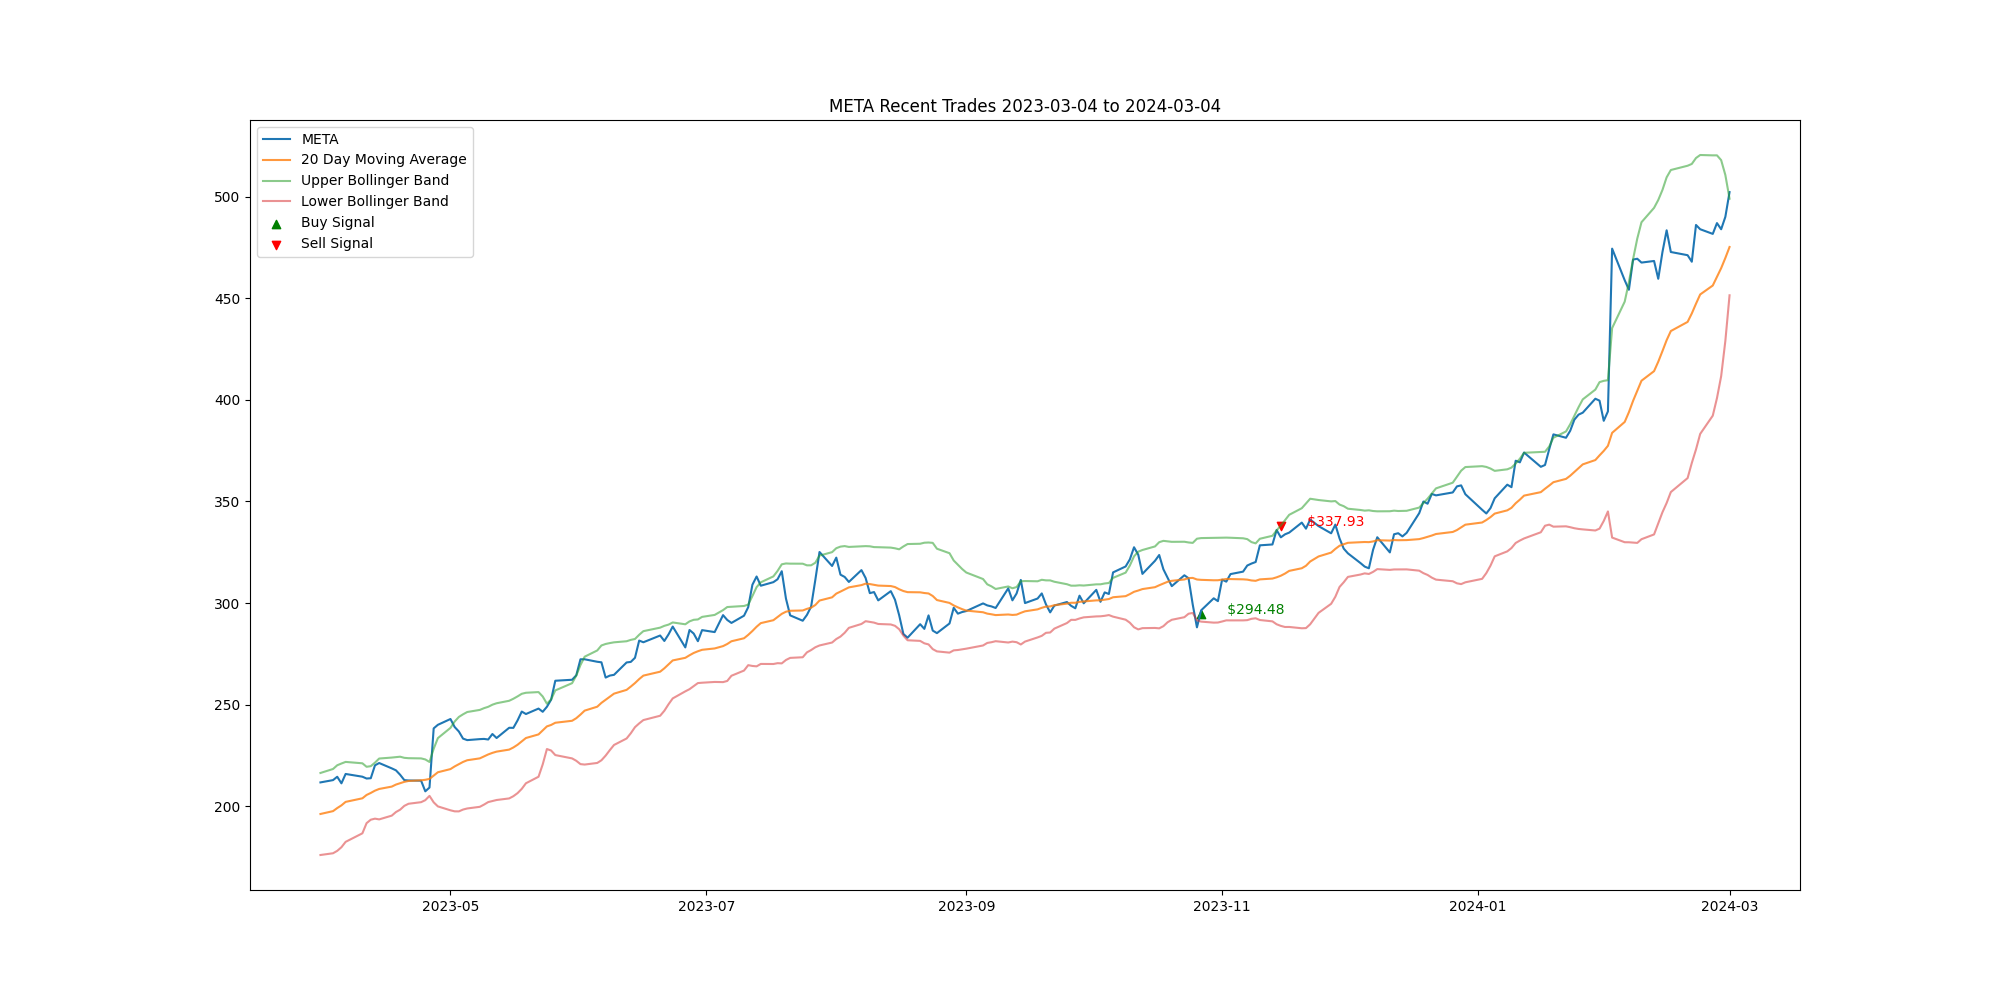 META Recent Trades 2023-03-04 to 2024-03-04
META
20 Day Moving Average
Upper Bollinger Band
Lower Bollinger Band
Buy Signal
Sell Signal
500
450
400
350
300
250
200
$337.93
$294.48
2023-05 2023-07 2023-09 2023-11 2024-01 2024-03